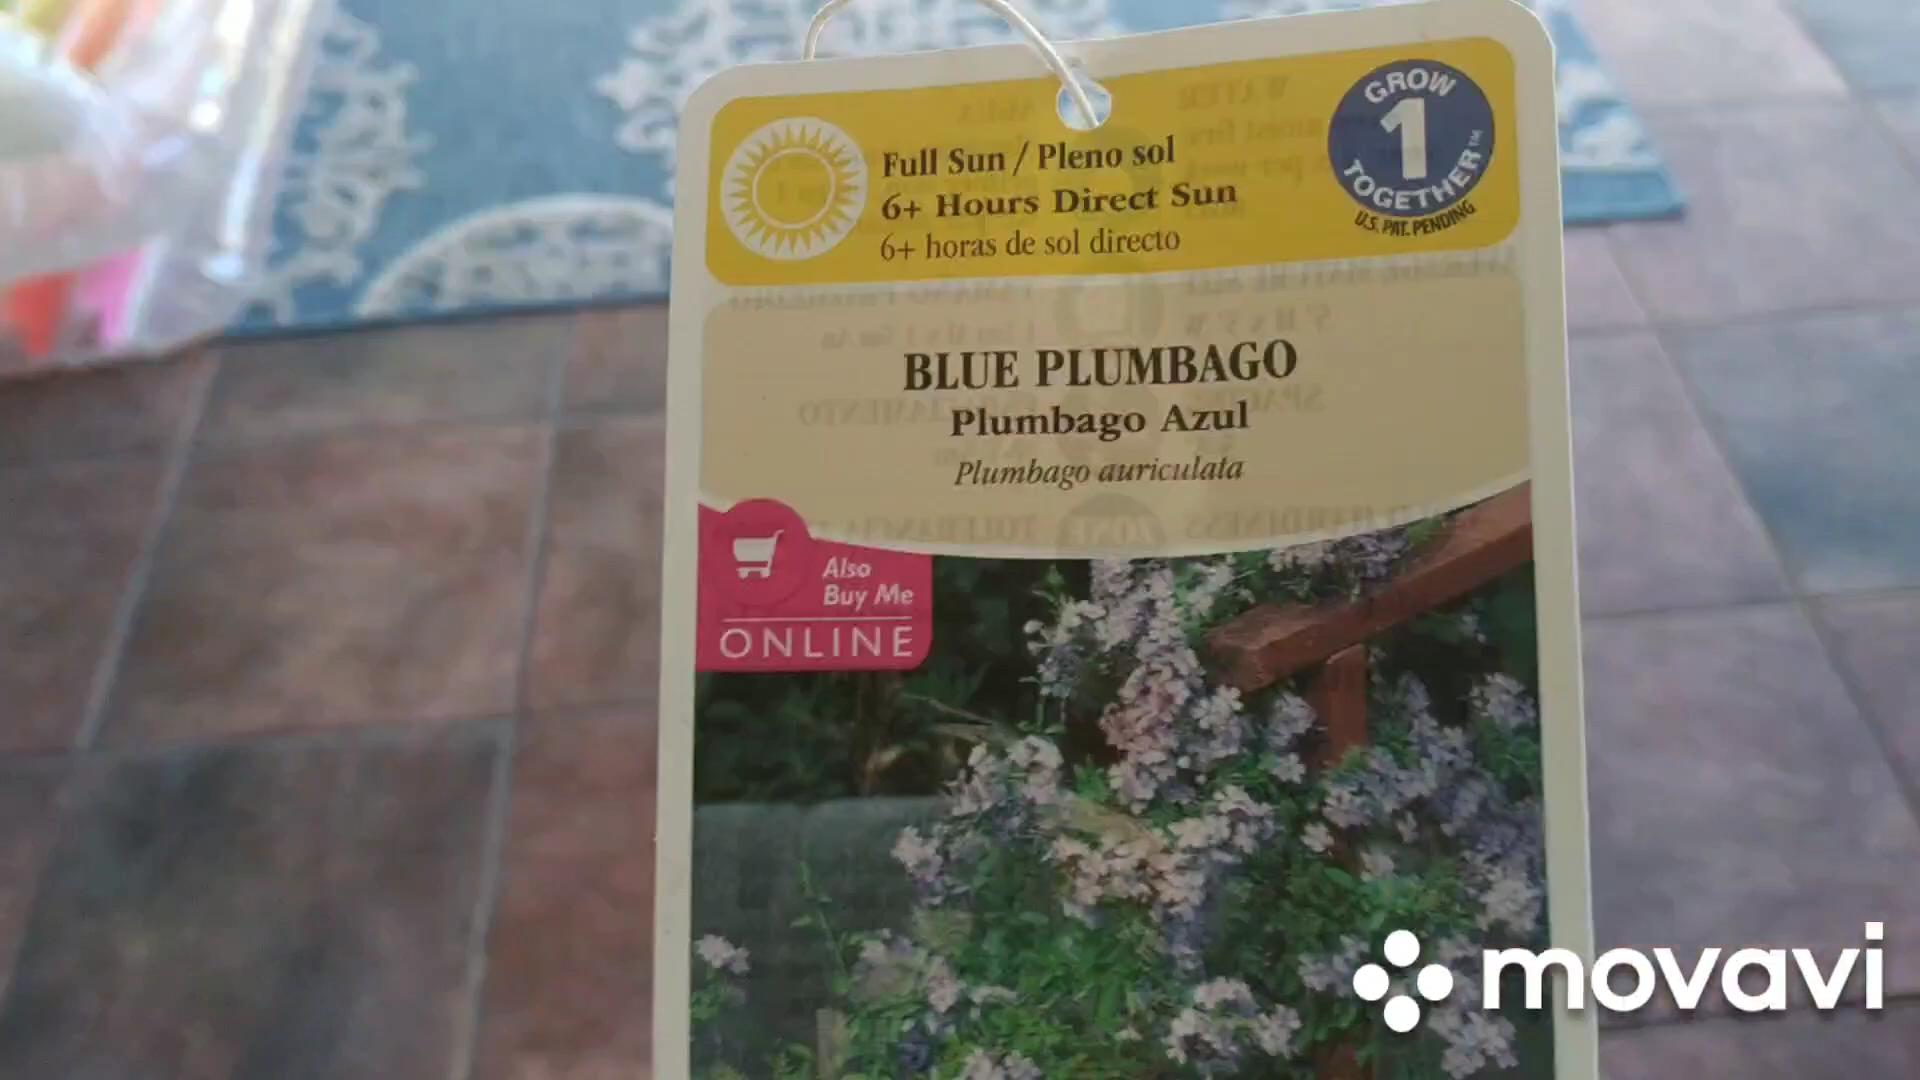 GROW
1
TOGETHER™
U.S. PAT. PENDING
Full Sun / Pleno sol
6+ Hours Direct Sun
6+ horas de sol directo
BLUE PLUMBAGO
Plumbago Azul
Plumbago auriculata
Also
Buy Me
ONLINE
movavi